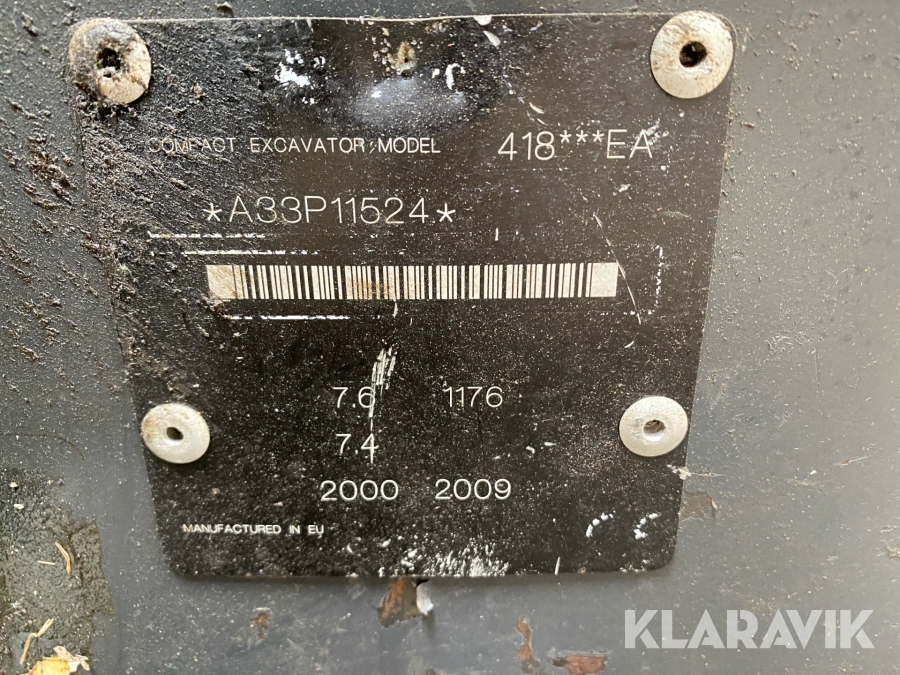 COMPACT EXCAVATOR MODEL 418***EA
*A33P11524*
7.6 1176
7.4
2000 2009
MANUFACTURED IN EU
KLARAVIK